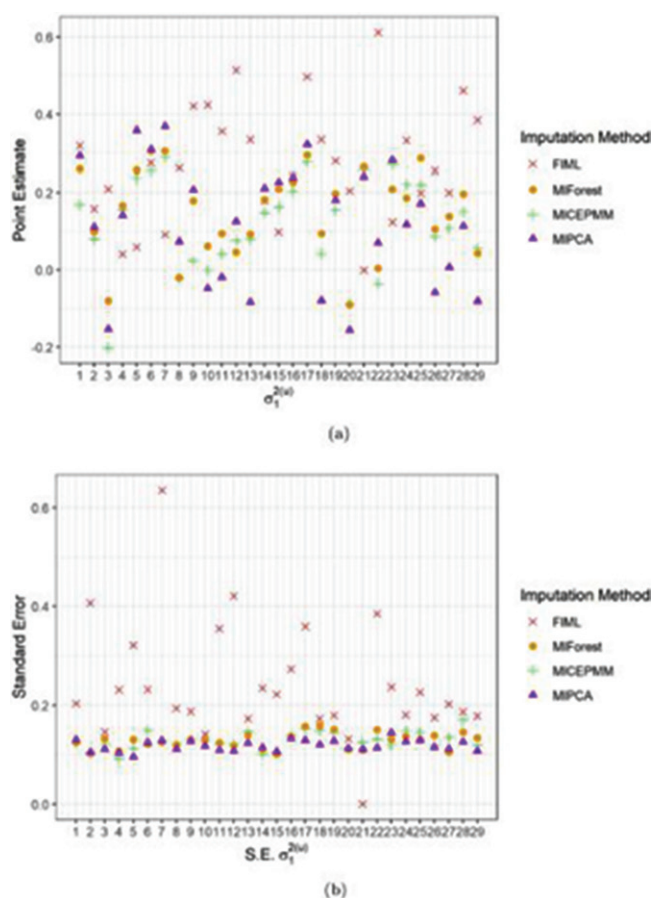 Point Estimate
0.6
0.4
0.2
0.0
-0.2
1 2 3 4 5 6 7 8 9 10 11 12 13 14 15 16 17 18 19 20 21 22 23 24 25 26 27 28 29
σ₁²⁽ᵘ⁾
Imputation Method
FIML
MIForest
MICEPMM
MIPCA
(a)
Standard Error
0.6
0.4
0.2
0.0
1 2 3 4 5 6 7 8 9 10 11 12 13 14 15 16 17 18 19 20 21 22 23 24 25 26 27 28 29
S.E. σ₁²⁽ᵘ⁾
Imputation Method
FIML
MIForest
MICEPMM
MIPCA
(b)